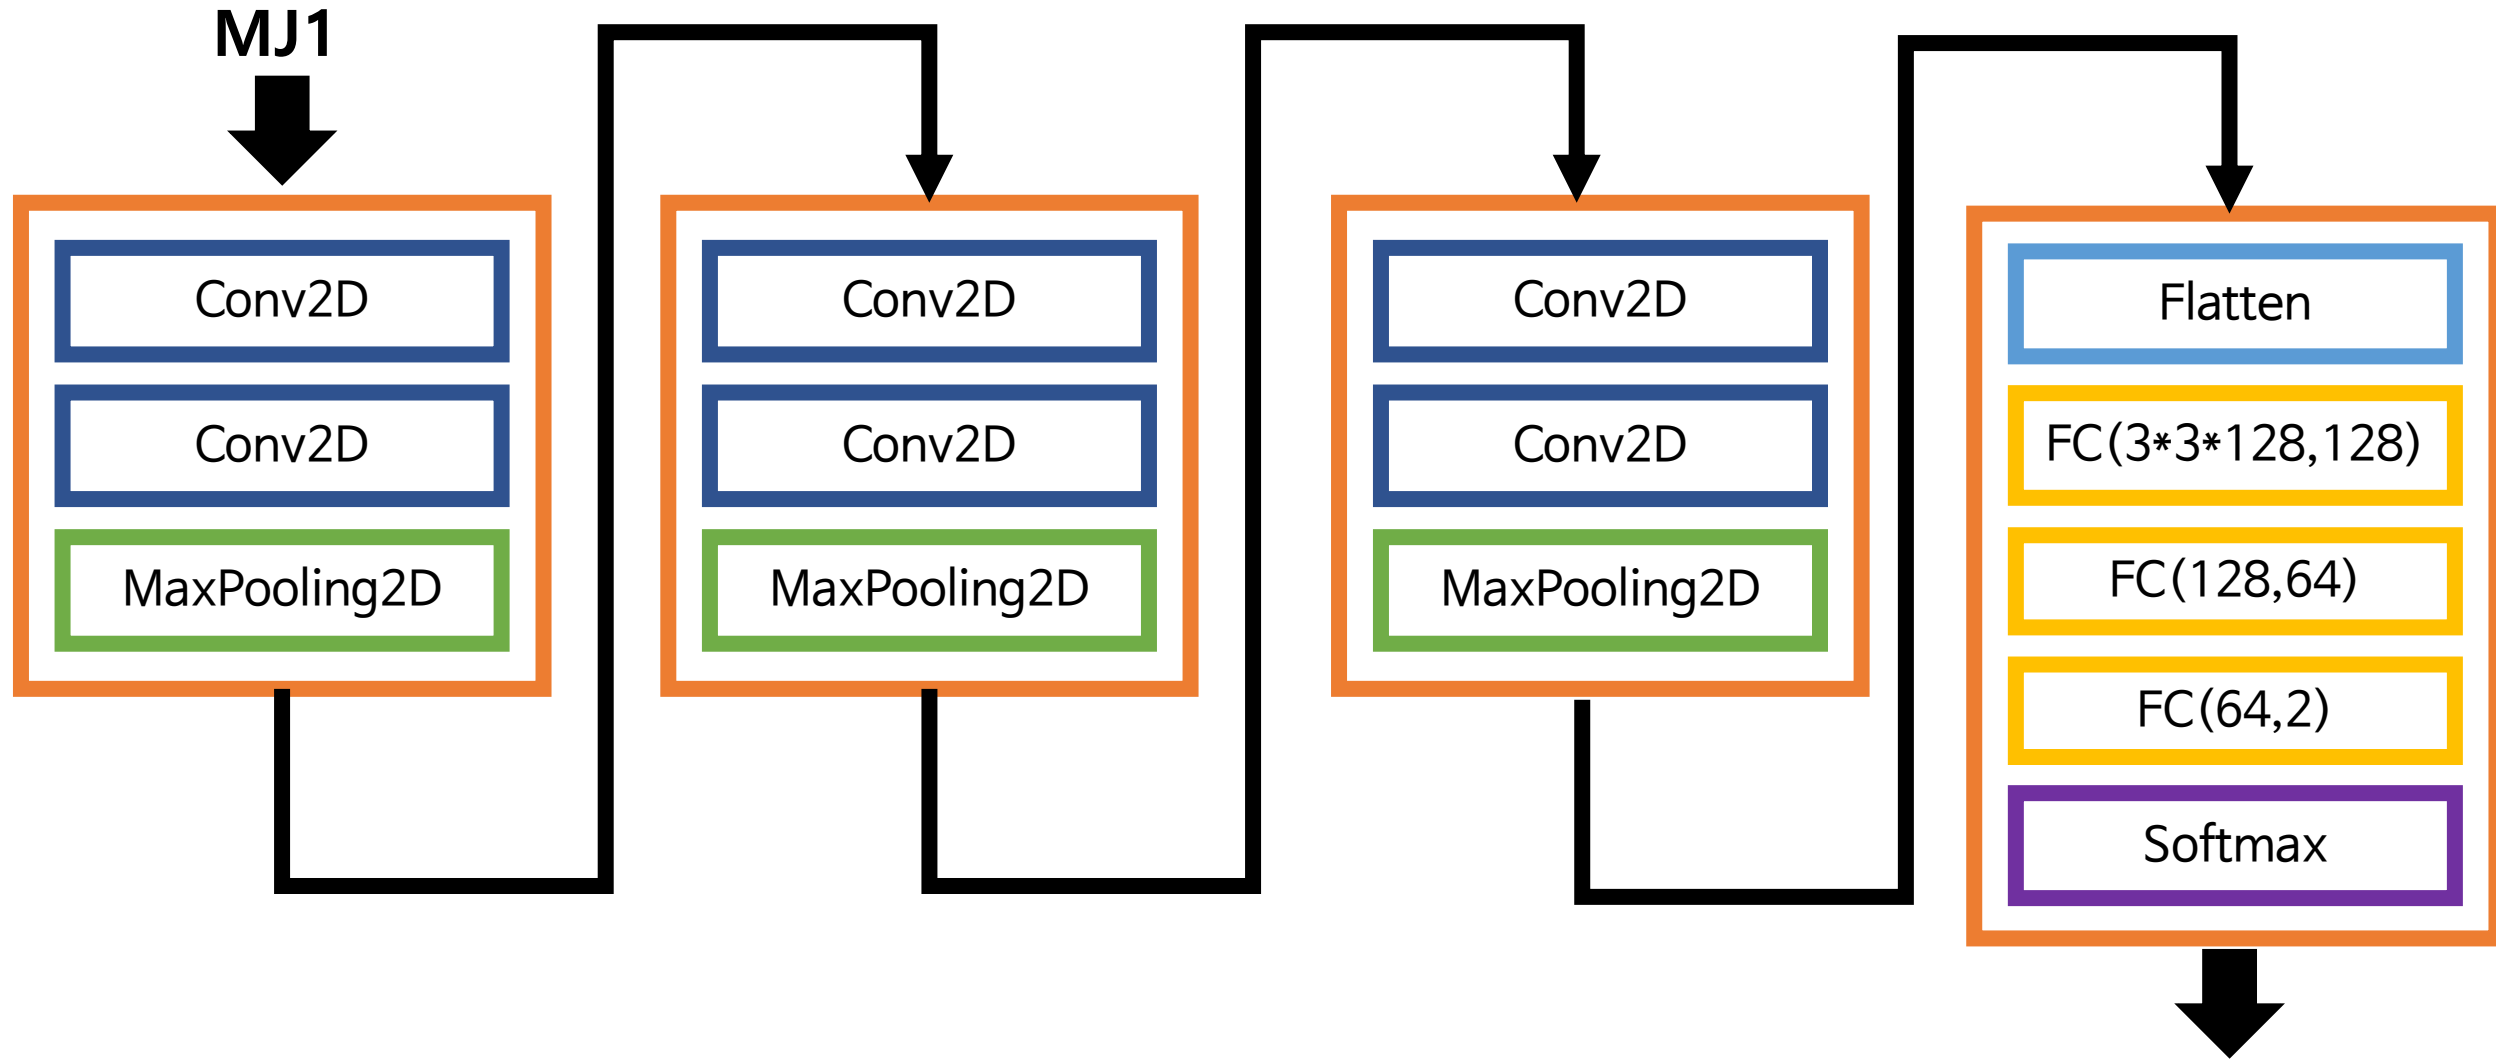 MJ1
Conv2D
Conv2D
MaxPooling2D
Conv2D
Conv2D
MaxPooling2D
Conv2D
Conv2D
MaxPooling2D
Flatten
FC(3*3*128,128)
FC(128,64)
FC(64,2)
Softmax